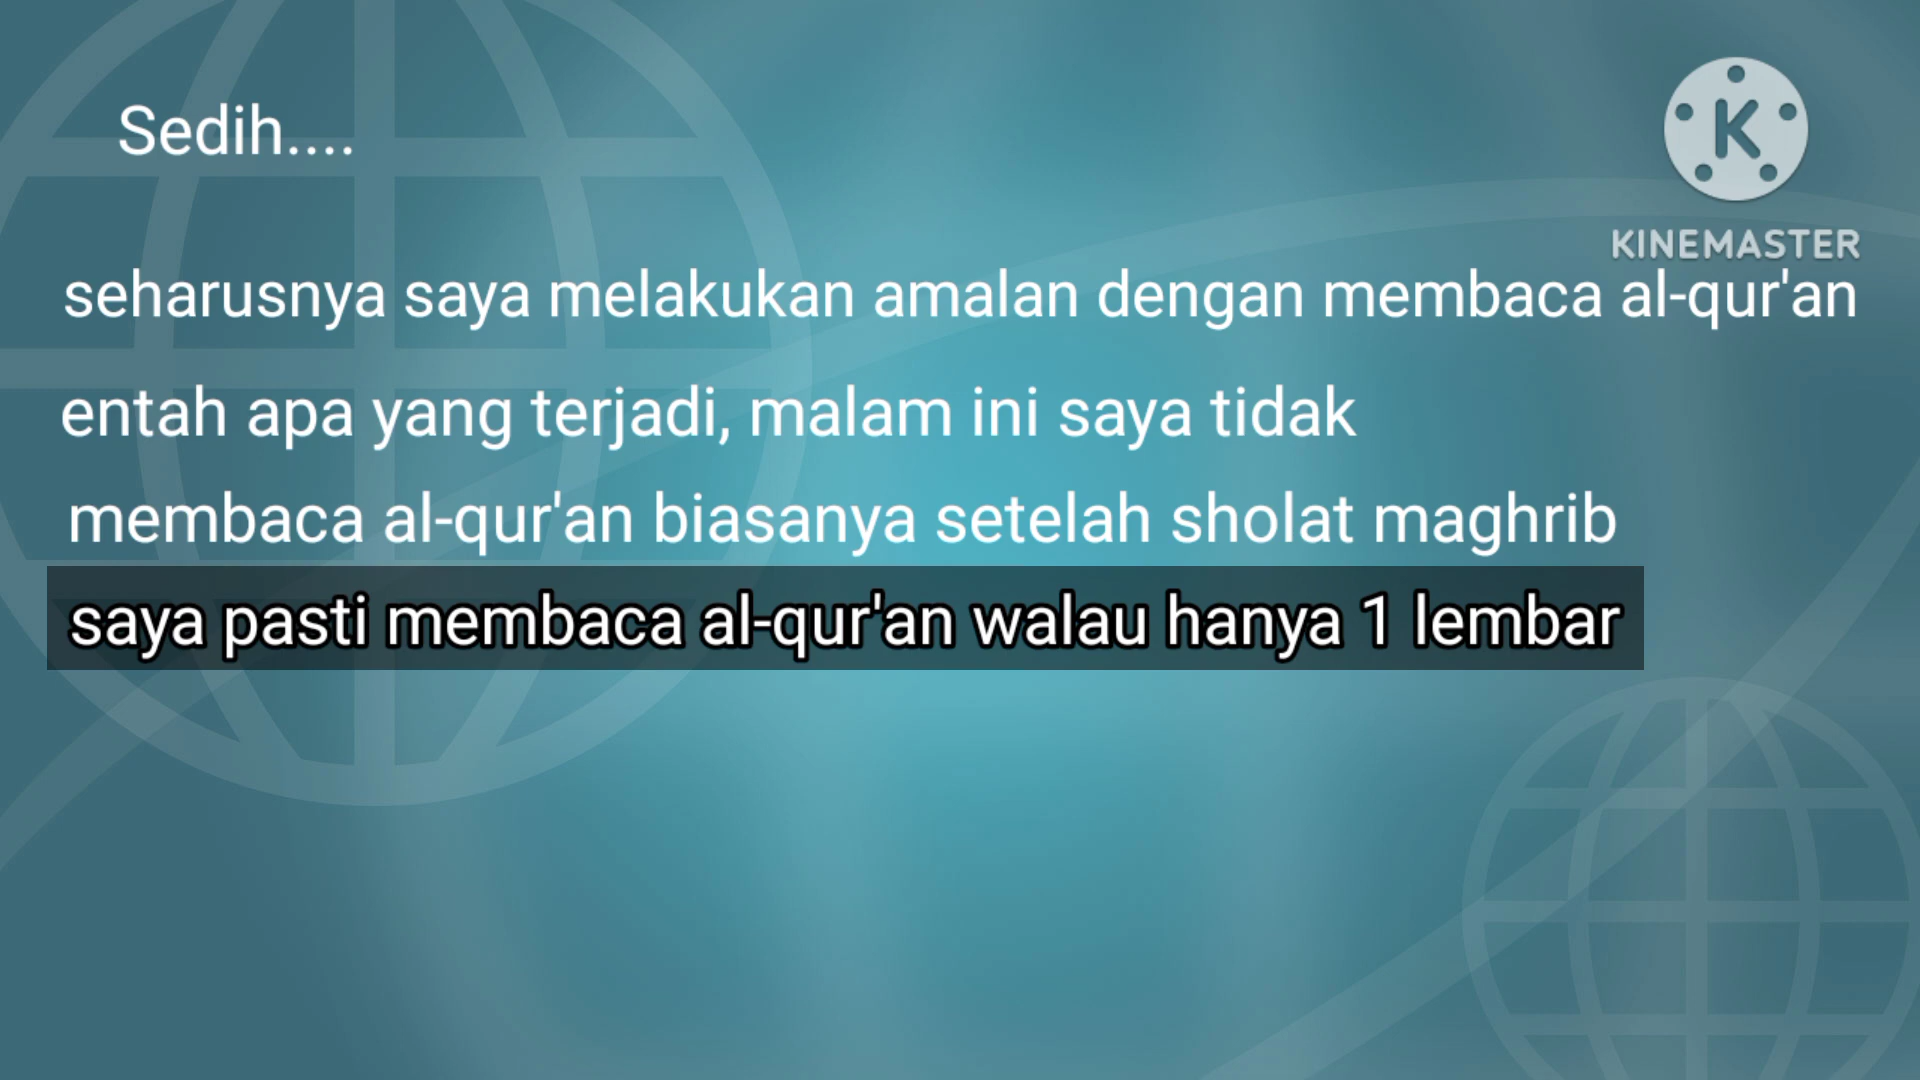 Sedih....
KINEMASTER
seharusnya saya melakukan amalan dengan membaca al-qur'an
entah apa yang terjadi, malam ini saya tidak
membaca al-qur'an biasanya setelah sholat maghrib
saya pasti membaca al-qur'an walau hanya 1 lembar